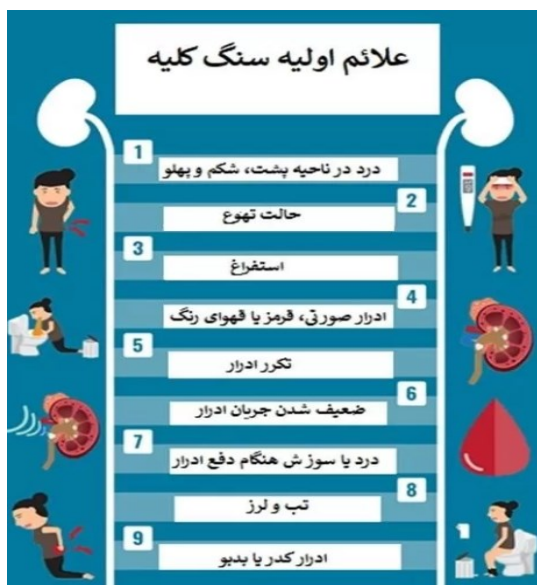 علائم اولیه سنگ کلیه
1
درد در ناحیه پشت، شکم و پهلو
2
حالت تهوع
3
استفراغ
4
ادرار صورتی، قرمز یا قهوای رنگ
5
تکرر ادرار
6
ضعیف شدن جریان ادرار
7
درد یا سوزش هنگام دفع ادرار
8
تب و لرز
9
ادرار کدر یا بدبو